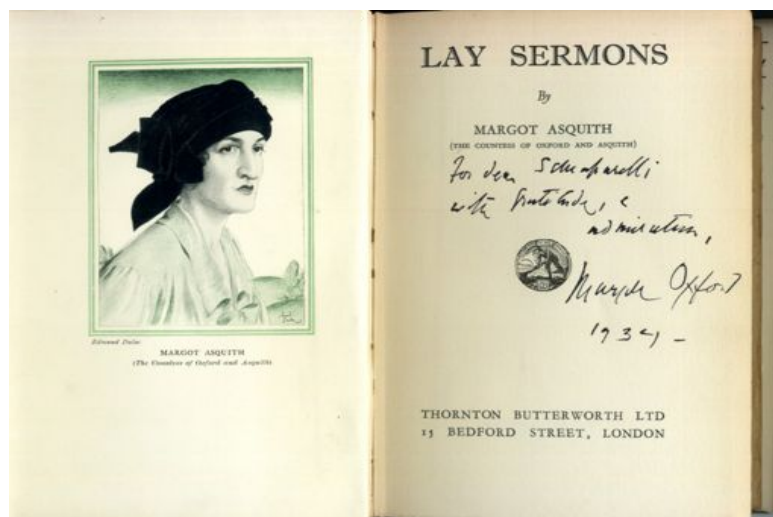 Edmund Dulac
MARGOT ASQUITH
(The Countess of Oxford and Asquith)
LAY SERMONS
By
MARGOT ASQUITH
(THE COUNTESS OF OXFORD AND ASQUITH)
For dear Schiaparelli
with gratitude, &
admiration,
Margot Oxford
THORNTON BUTTERWORTH LTD
15 BEDFORD STREET, LONDON